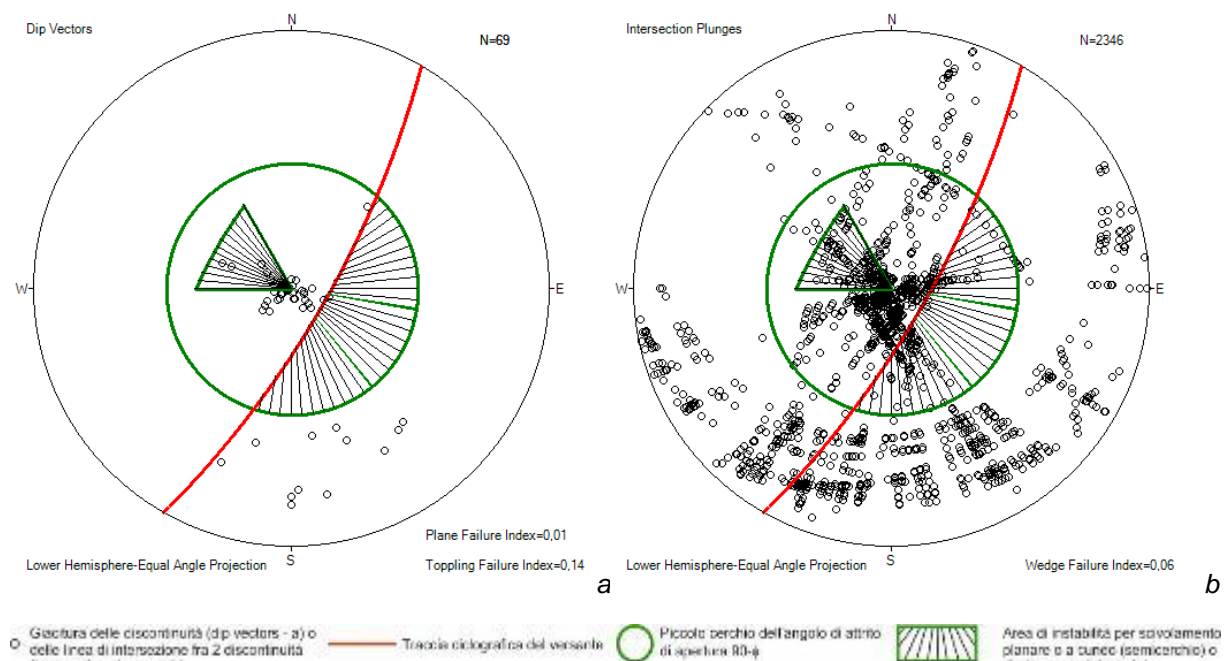 Dip Vectors
N
N=69
W
E
S
Plane Failure Index=0,01
Lower Hemisphere-Equal Angle Projection
Toppling Failure Index=0,14
a
Intersection Plunges
N
N=2346
W
E
S
Lower Hemisphere-Equal Angle Projection
Wedge Failure Index=0,06
b
Giacitura delle discontinuità (dip vectors - a) o
delle linea di intersezione fra 2 discontinuità
Traccia ciclografica del versante
Piccolo cerchio dell'angolo di attrito
di apertura 90-ϕ
Area di instabilità per scivolamento
planare o a cuneo (semicerchio) o